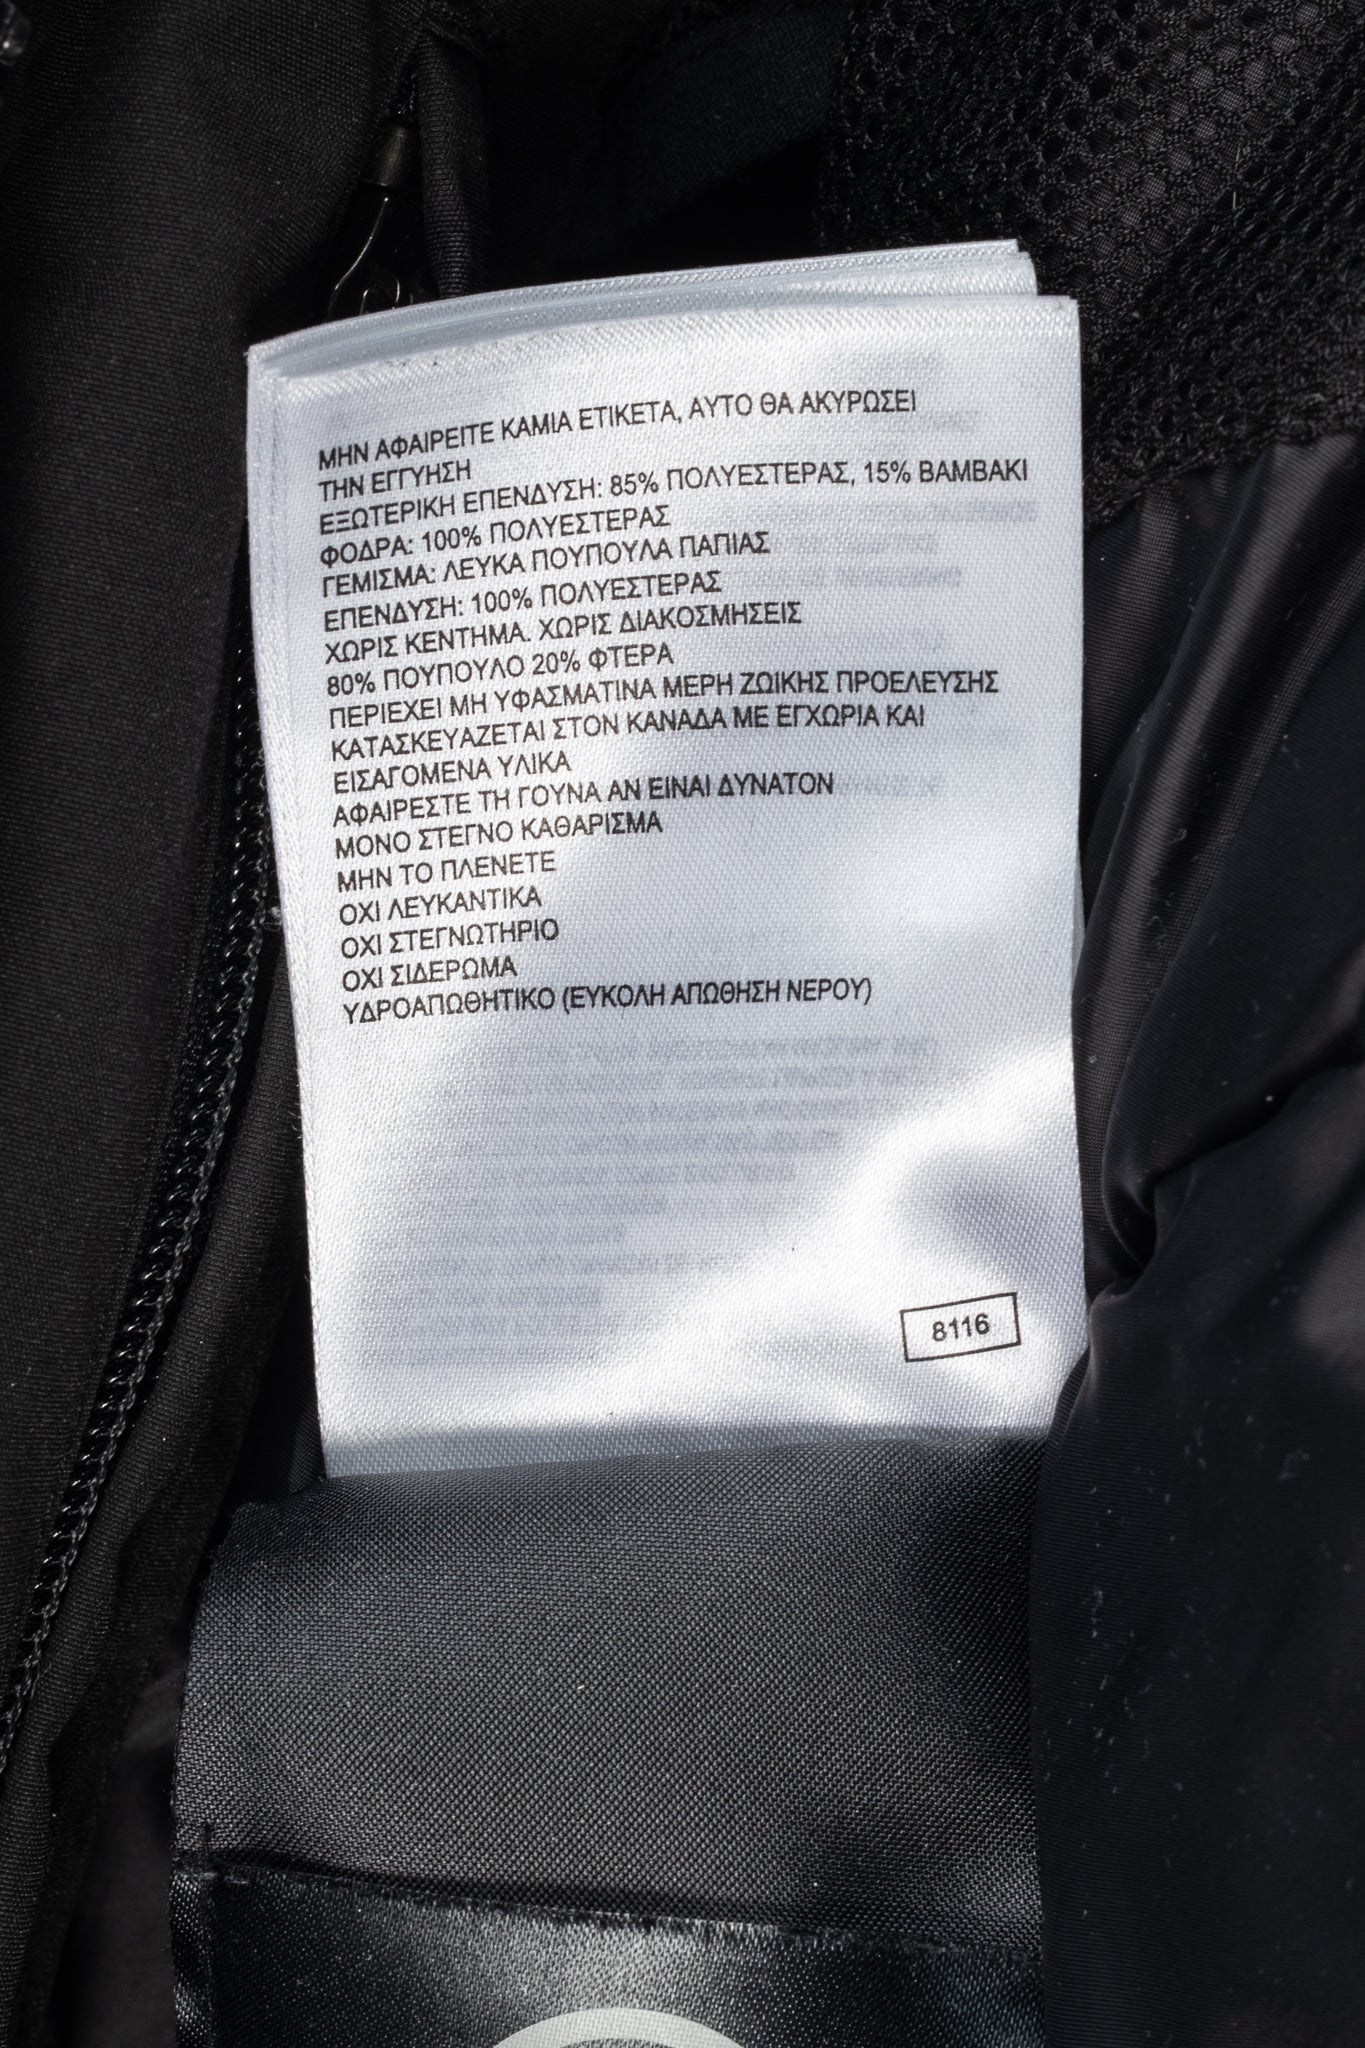 ΜΗΝ ΑΦΑΙΡΕΙΤΕ ΚΑΜΙΑ ΕΤΙΚΕΤΑ, ΑΥΤΟ ΘΑ ΑΚΥΡΩΣΕΙ
ΤΗΝ ΕΓΓΥΗΣΗ
ΕΞΩΤΕΡΙΚΗ ΕΠΕΝΔΥΣΗ: 85% ΠΟΛΥΕΣΤΕΡΑΣ, 15% ΒΑΜΒΑΚΙ
ΦΟΔΡΑ: 100% ΠΟΛΥΕΣΤΕΡΑΣ
ΓΕΜΙΣΜΑ: ΛΕΥΚΑ ΠΟΥΠΟΥΛΑ ΠΑΠΙΑΣ
ΕΠΕΝΔΥΣΗ: 100% ΠΟΛΥΕΣΤΕΡΑΣ
ΧΩΡΙΣ ΚΕΝΤΗΜΑ. ΧΩΡΙΣ ΔΙΑΚΟΣΜΗΣΕΙΣ
80% ΠΟΥΠΟΥΛΟ 20% ΦΤΕΡΑ
ΠΕΡΙΕΧΕΙ ΜΗ ΥΦΑΣΜΑΤΙΝΑ ΜΕΡΗ ΖΩΙΚΗΣ ΠΡΟΕΛΕΥΣΗΣ
ΚΑΤΑΣΚΕΥΑΖΕΤΑΙ ΣΤΟΝ ΚΑΝΑΔΑ ΜΕ ΕΓΧΩΡΙΑ ΚΑΙ
ΕΙΣΑΓΟΜΕΝΑ ΥΛΙΚΑ
ΑΦΑΙΡΕΣΤΕ ΤΗ ΓΟΥΝΑ ΑΝ ΕΙΝΑΙ ΔΥΝΑΤΟΝ
ΜΟΝΟ ΣΤΕΓΝΟ ΚΑΘΑΡΙΣΜΑ
ΜΗΝ ΤΟ ΠΛΕΝΕΤΕ
ΟΧΙ ΛΕΥΚΑΝΤΙΚΑ
ΟΧΙ ΣΤΕΓΝΩΤΗΡΙΟ
ΟΧΙ ΣΙΔΕΡΩΜΑ
ΥΔΡΟΑΠΩΘΗΤΙΚΟ (ΕΥΚΟΛΗ ΑΠΩΘΗΣΗ ΝΕΡΟΥ)
8116